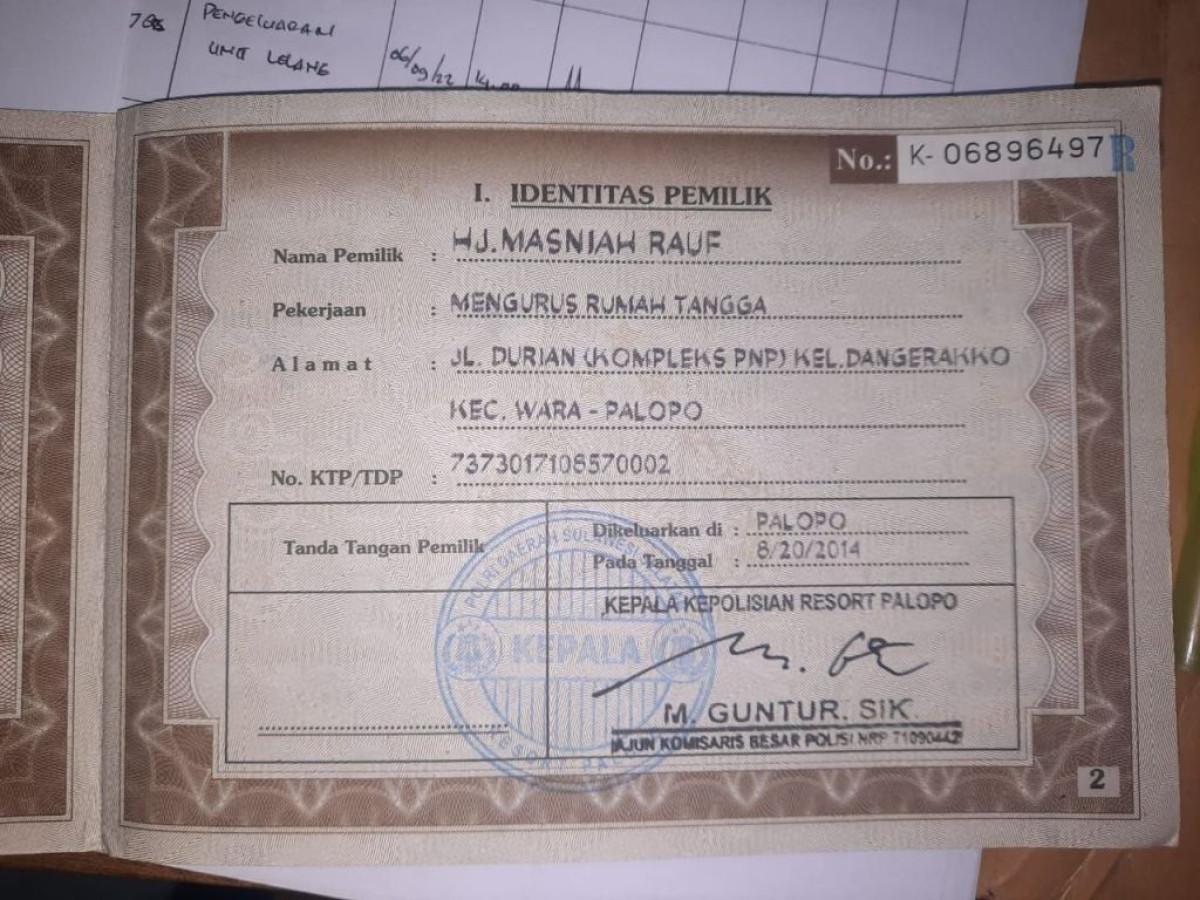 PENGELUARAN
UNIT LELANG
06/09/22
No.: K- 06896497 R
I. IDENTITAS PEMILIK
Nama Pemilik : HJ.MASNIAH RAUF
Pekerjaan : MENGURUS RUMAH TANGGA
Alamat : JL. DURIAN (KOMPLEKS PNP) KEL.DANGERAKKO
KEC. WARA - PALOPO
No. KTP/TDP : 7373017108570002
Tanda Tangan Pemilik
Dikeluarkan di : PALOPO
Pada Tanggal : 8/20/2014
KEPALA KEPOLISIAN RESORT PALOPO
KEPALA
M. GUNTUR. SIK.
AJUN KOMISARIS BESAR POLISI NRP 71090442
2